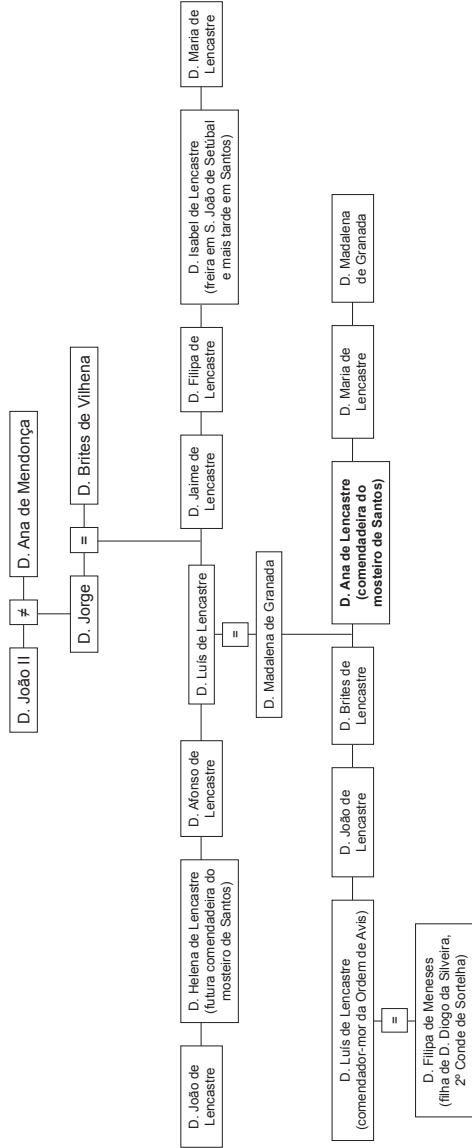 D. João II
≠
D. Ana de Mendonça
D. Jorge
=
D. Brites de Vilhena
D. João de
Lencastre
D. Helena de Lencastre
(futura comendadeira do
mosteiro de Santos)
D. Afonso de
Lencastre
D. Luís de Lencastre
D. Jaime de
Lencastre
D. Filipa de
Lencastre
D. Isabel de Lencastre
(freira em S. João de Setúbal
e mais tarde em Santos)
D. Maria de
Lencastre
=
D. Madalena de Granada
D. Luís de Lencastre
(comendador-mor da Ordem de Avis)
D. João de
Lencastre
D. Brites de
Lencastre
D. Ana de Lencastre
(comendadeira do
mosteiro de Santos)
D. Maria de
Lencastre
D. Madalena
de Granada
=
D. Filipa de Meneses
(filha de D. Diogo da Silveira,
2º Conde de Sortelha)